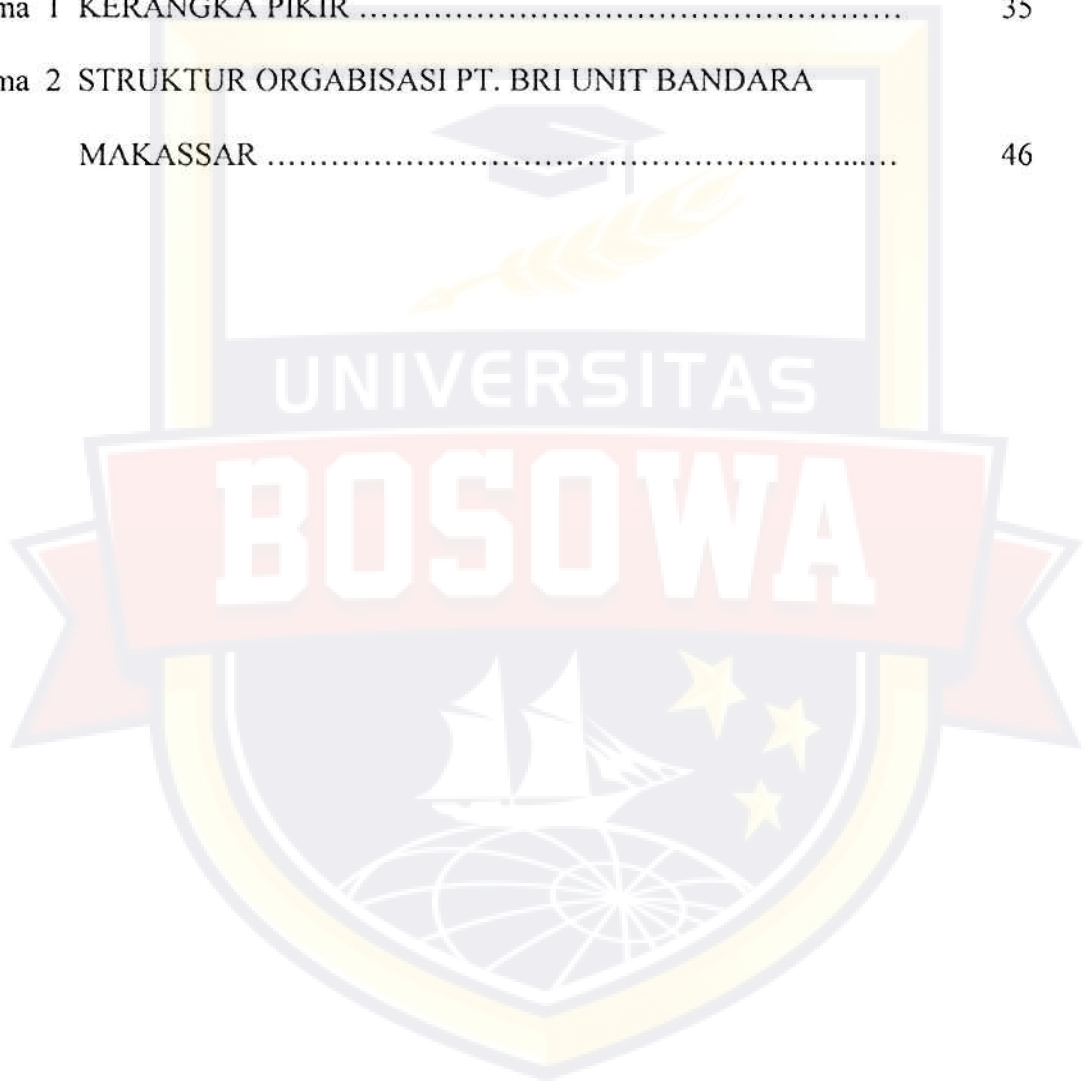 ma 1 KERANGKA PIKIR ........................................................ 35
ma 2 STRUKTUR ORGABISASI PT. BRI UNIT BANDARA
MAKASSAR ................................................................ 46
UNIVERSITAS
BOSOWA